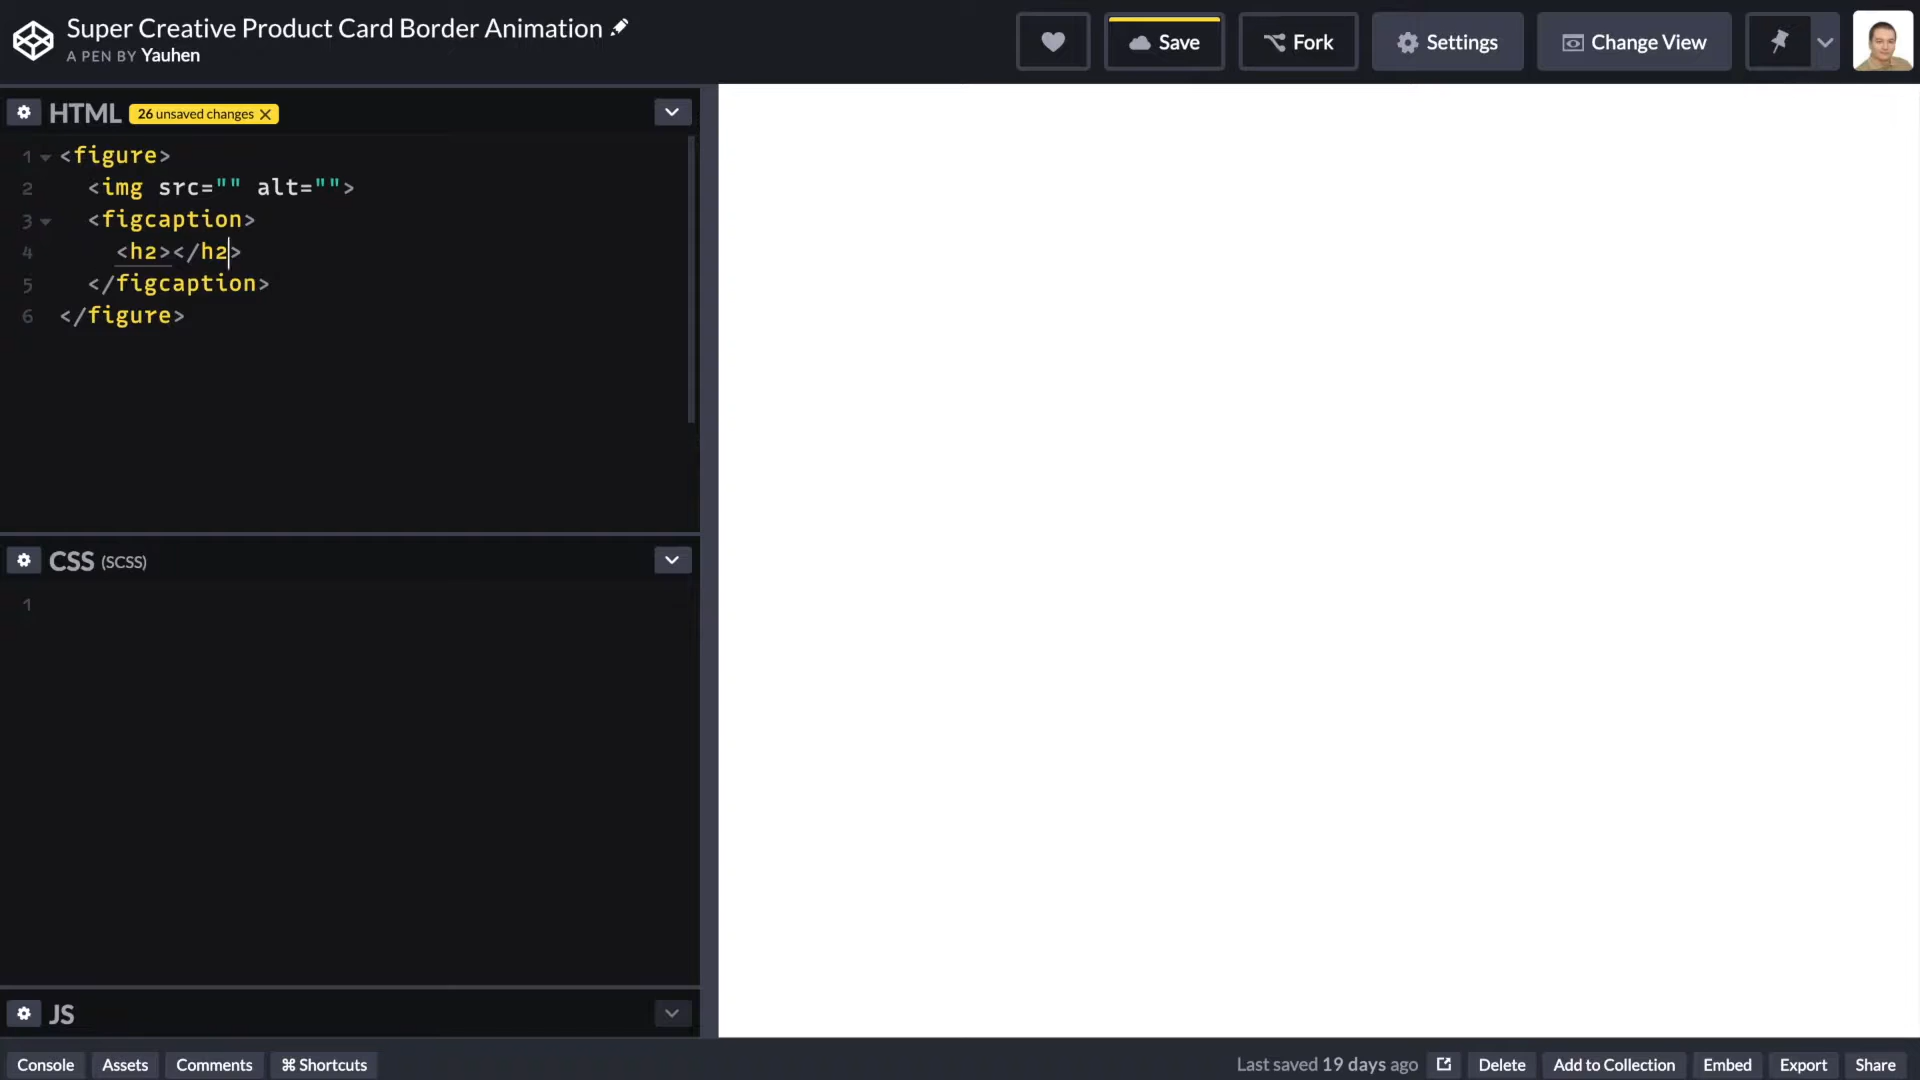 Super Creative Product Card Border Animation
A PEN BY Yauhen
Save
Fork
Settings
Change View
HTML
26 unsaved changes
1 <figure>
2 <img src="" alt="">
3 <figcaption>
4 <h2></h2>
5 </figcaption>
6 </figure>
CSS (SCSS)
1
JS
Console
Assets
Comments
⌘ Shortcuts
Last saved 19 days ago
Delete
Add to Collection
Embed
Export
Share